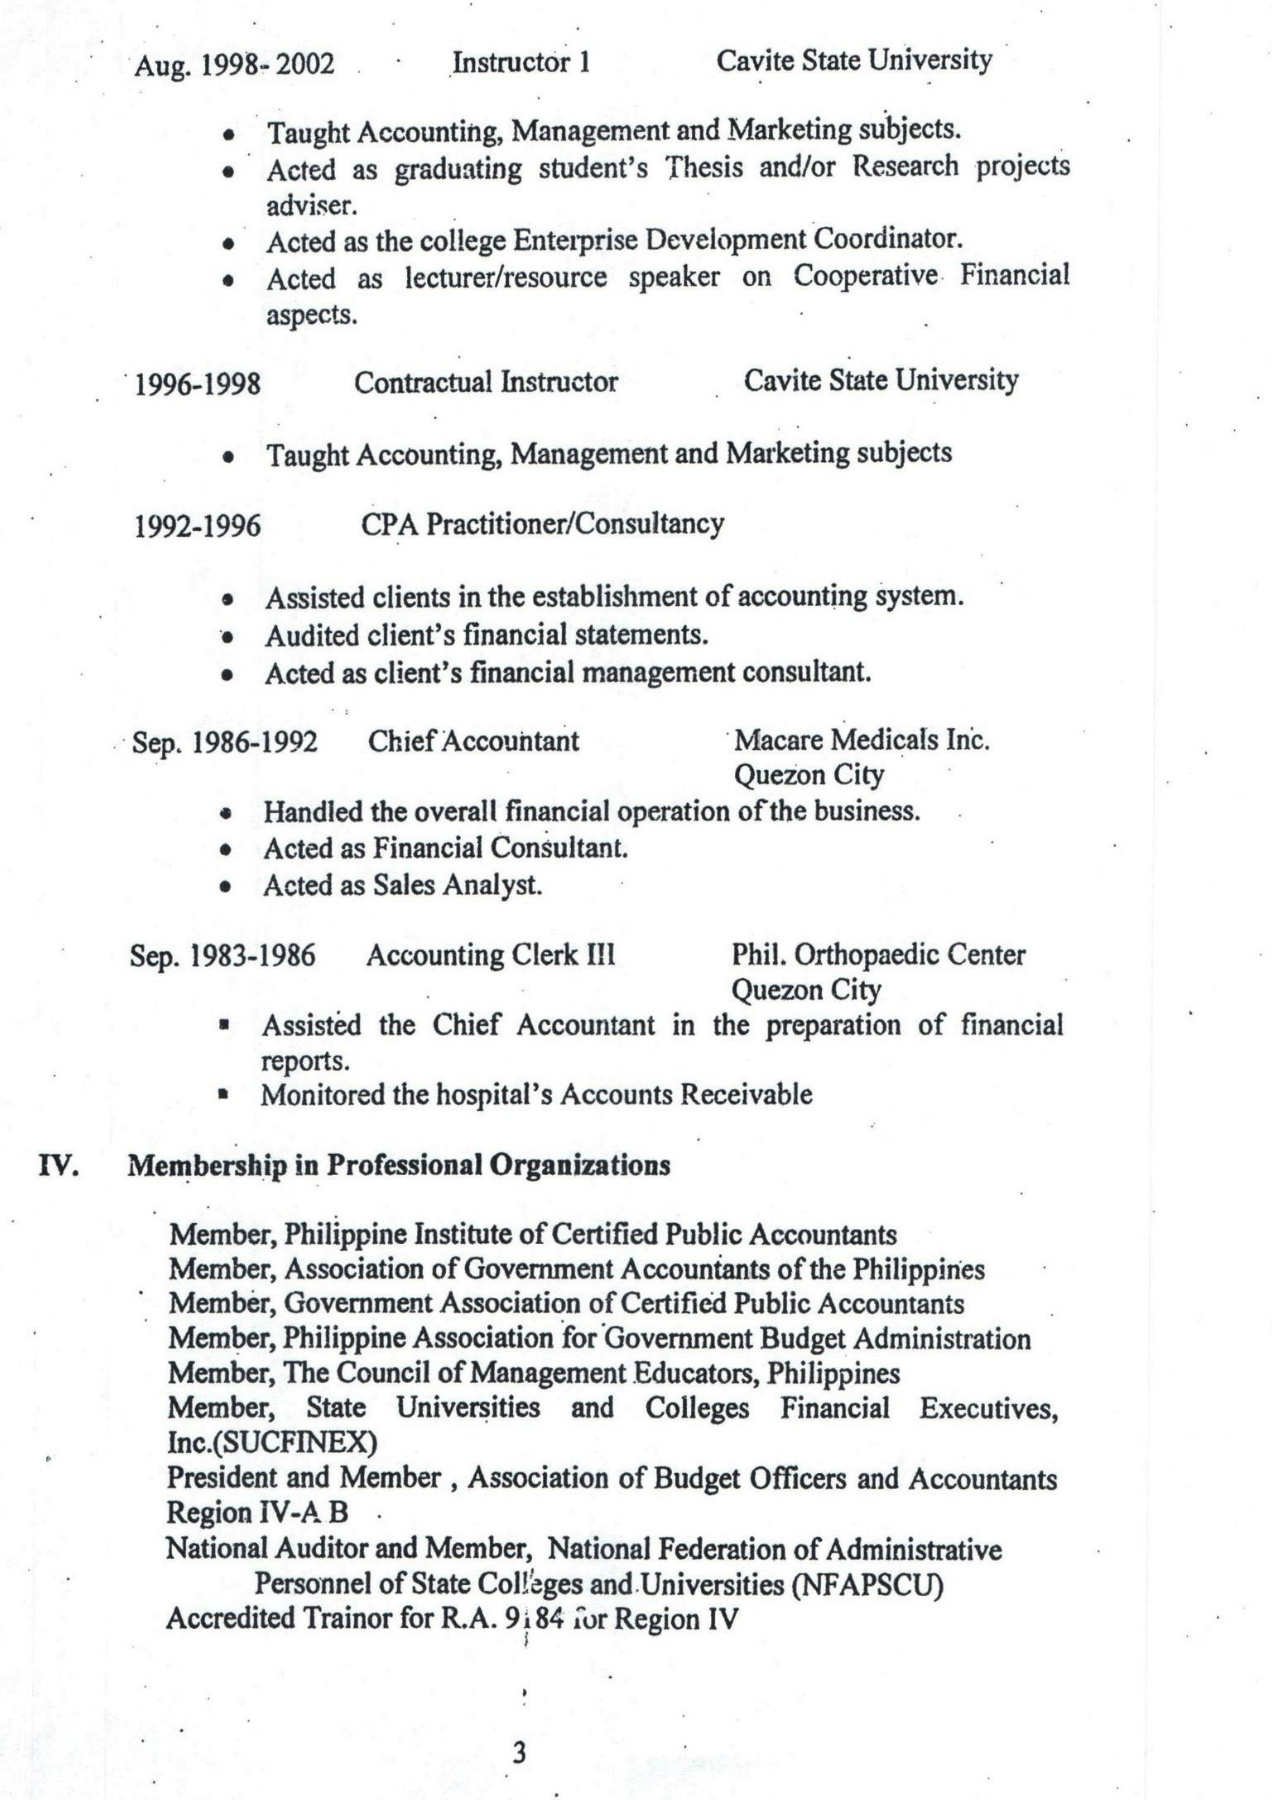 Aug. 1998- 2002 Instructor 1 Cavite State University
• Taught Accounting, Management and Marketing subjects.
• Acted as graduating student's Thesis and/or Research projects
adviser.
• Acted as the college Enterprise Development Coordinator.
• Acted as lecturer/resource speaker on Cooperative Financial
aspects.
1996-1998 Contractual Instructor Cavite State University
• Taught Accounting, Management and Marketing subjects
1992-1996 CPA Practitioner/Consultancy
• Assisted clients in the establishment of accounting system.
• Audited client's financial statements.
• Acted as client's financial management consultant.
Sep. 1986-1992 Chief Accountant Macare Medicals Inc.
Quezon City
• Handled the overall financial operation of the business.
• Acted as Financial Consultant.
• Acted as Sales Analyst.
Sep. 1983-1986 Accounting Clerk III Phil. Orthopaedic Center
Quezon City
▪ Assisted the Chief Accountant in the preparation of financial
reports.
▪ Monitored the hospital's Accounts Receivable
IV. Membership in Professional Organizations
Member, Philippine Institute of Certified Public Accountants
Member, Association of Government Accountants of the Philippines
Member, Government Association of Certified Public Accountants
Member, Philippine Association for Government Budget Administration
Member, The Council of Management Educators, Philippines
Member, State Universities and Colleges Financial Executives,
Inc.(SUCFINEX)
President and Member , Association of Budget Officers and Accountants
Region IV-A B
National Auditor and Member, National Federation of Administrative
Personnel of State Colleges and Universities (NFAPSCU)
Accredited Trainor for R.A. 9184 for Region IV
3